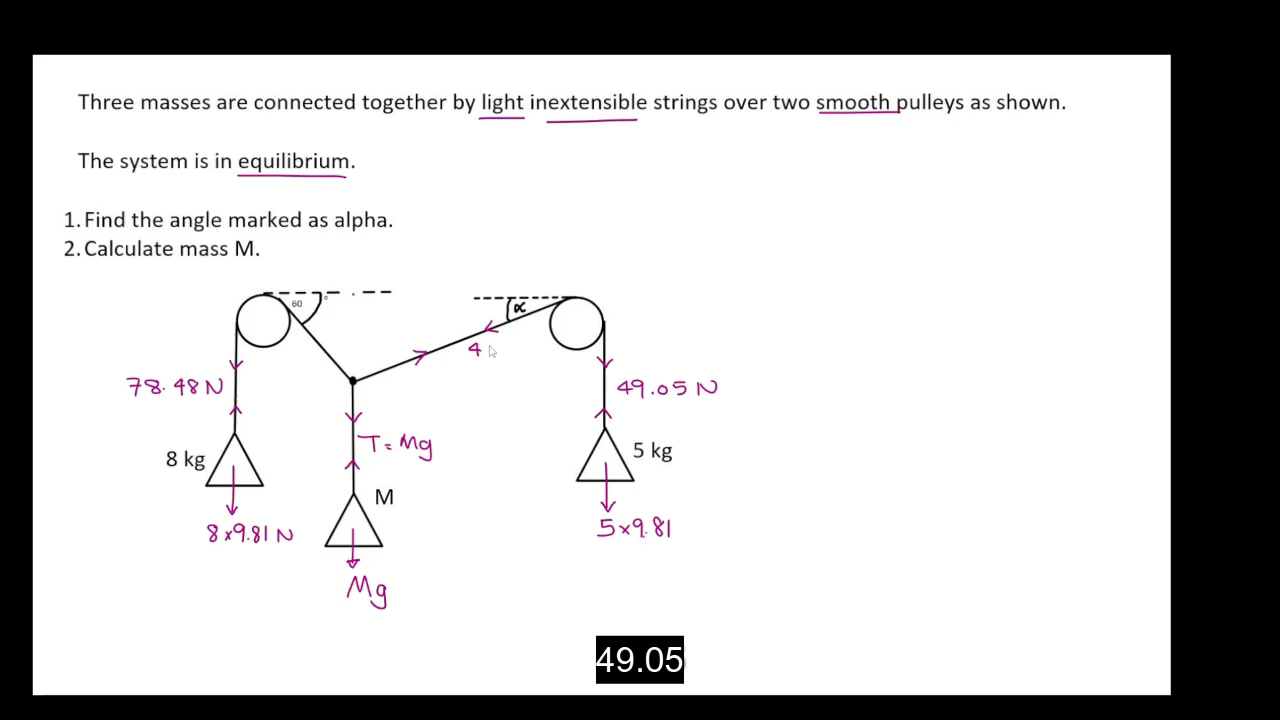 Three masses are connected together by light inextensible strings over two smooth pulleys as shown.
The system is in equilibrium.
1. Find the angle marked as alpha.
2. Calculate mass M.
60°
α
4
78.48N
49.05 N
T = Mg
8 kg
5 kg
M
8×9.81 N
5×9.81
Mg
49.05